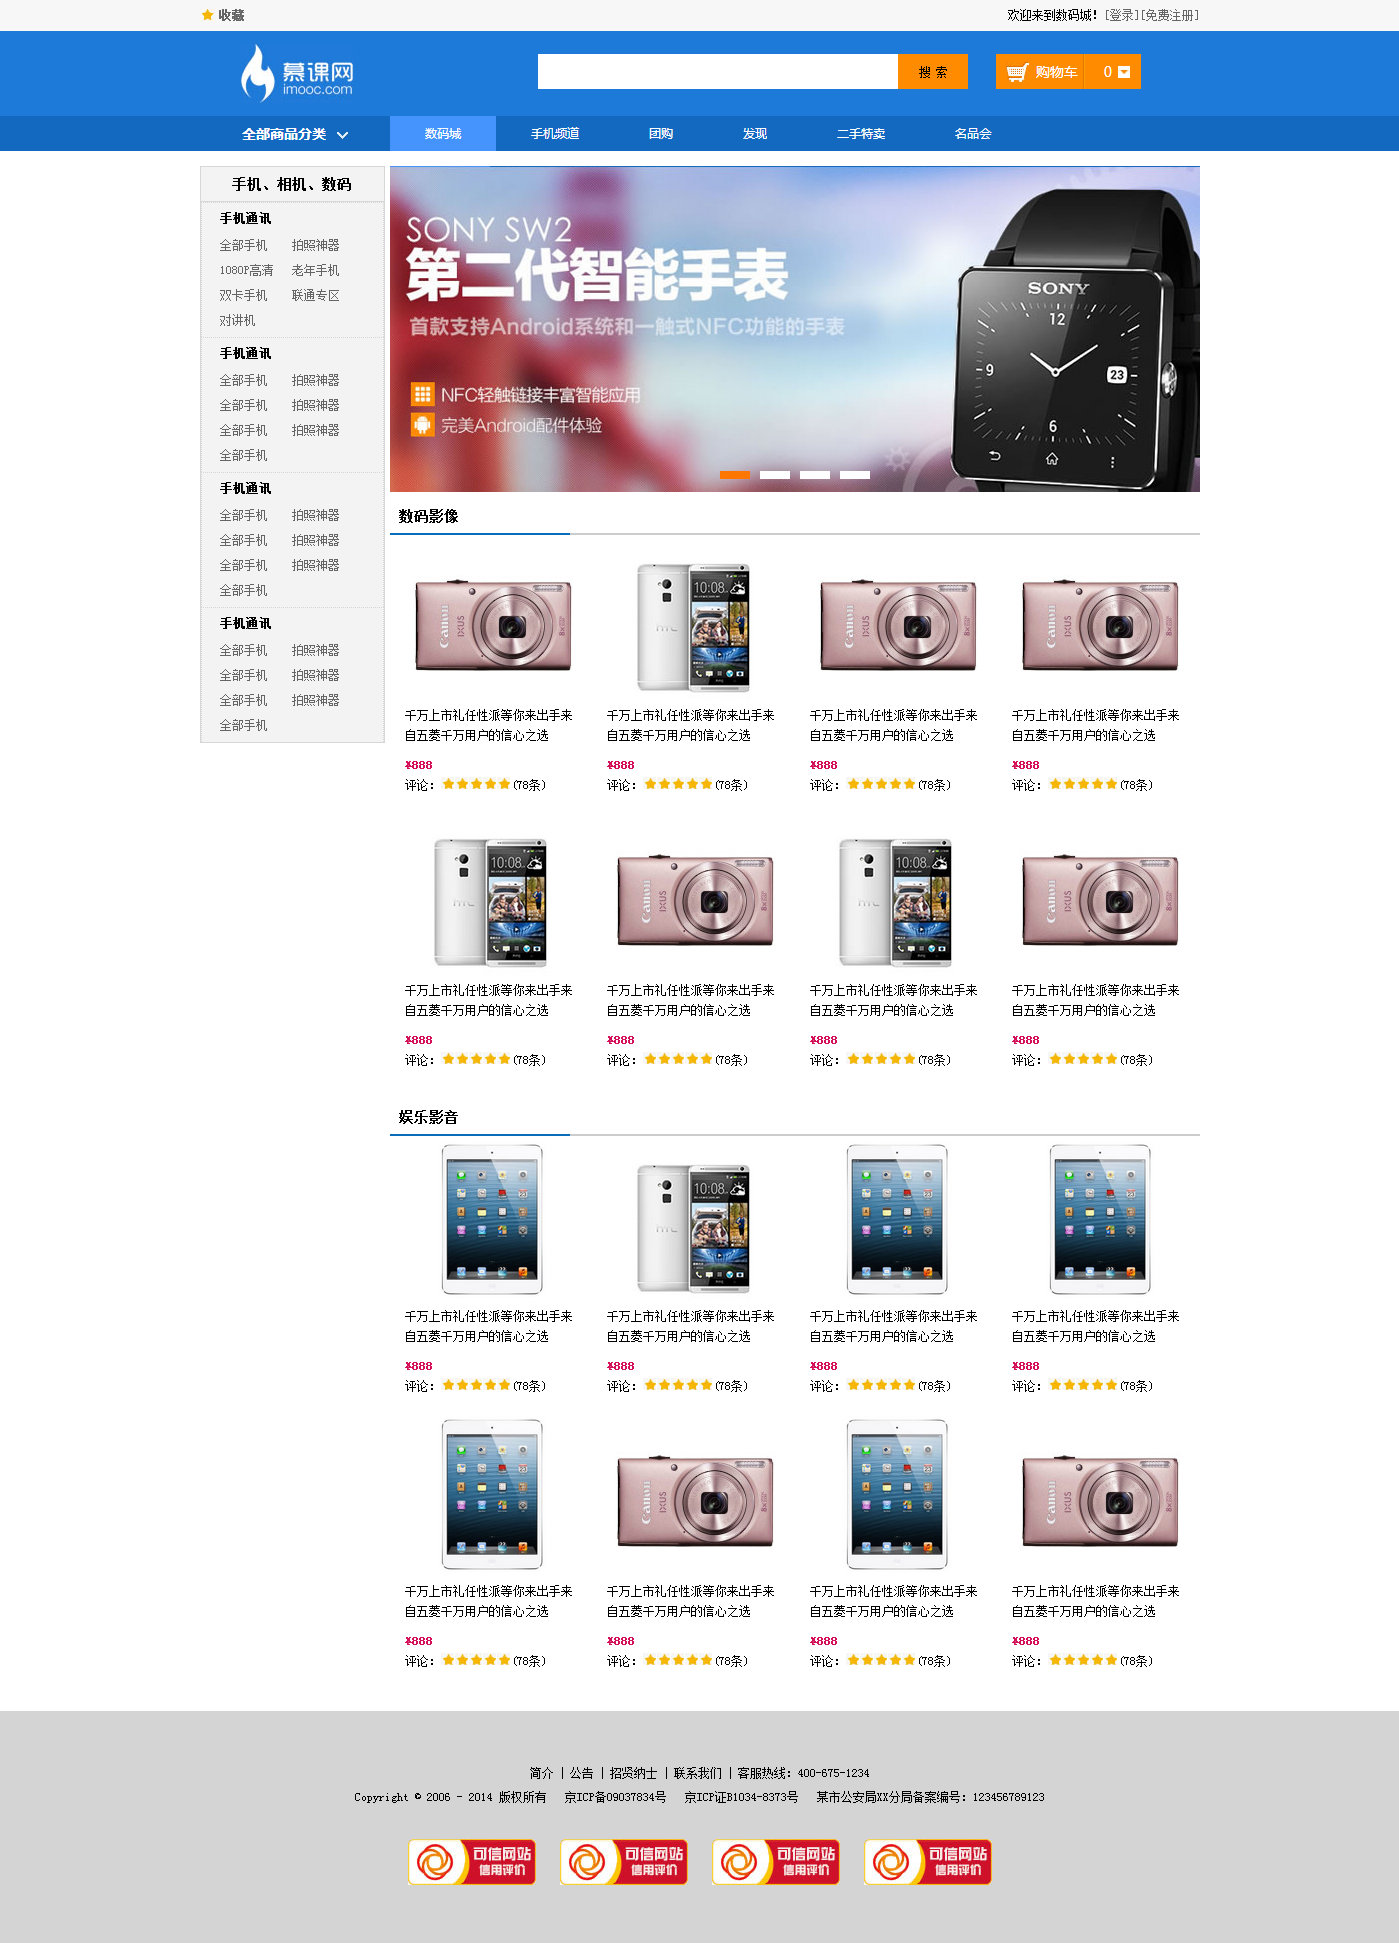 收藏
欢迎来到数码城! [登录][免费注册]
慕课网
imooc.com
搜 索
购物车 0
全部商品分类
数码城 手机频道 团购 发现 二手特卖 名品会
手机、相机、数码
手机通讯
全部手机 拍照神器
1080P高清 老年手机
双卡手机 联通专区
对讲机
手机通讯
全部手机 拍照神器
全部手机 拍照神器
全部手机 拍照神器
全部手机
手机通讯
全部手机 拍照神器
全部手机 拍照神器
全部手机 拍照神器
全部手机
手机通讯
全部手机 拍照神器
全部手机 拍照神器
全部手机 拍照神器
全部手机
SONY SW2
第二代智能手表
首款支持Android系统和一触式NFC功能的手表
NFC轻触链接丰富智能应用
完美Android配件体验
SONY
12
9
23
6
数码影像
Canon IXUS
10:08
hTC
Canon IXUS
Canon IXUS
千万上市礼任性派等你来出手来 千万上市礼任性派等你来出手来 千万上市礼任性派等你来出手来 千万上市礼任性派等你来出手来
自五菱千万用户的信心之选 自五菱千万用户的信心之选 自五菱千万用户的信心之选 自五菱千万用户的信心之选
¥888 ¥888 ¥888 ¥888
评论: (78条) 评论: (78条) 评论: (78条) 评论: (78条)
10:08
hTC
Canon IXUS
10:08
hTC
Canon IXUS
千万上市礼任性派等你来出手来 千万上市礼任性派等你来出手来 千万上市礼任性派等你来出手来 千万上市礼任性派等你来出手来
自五菱千万用户的信心之选 自五菱千万用户的信心之选 自五菱千万用户的信心之选 自五菱千万用户的信心之选
¥888 ¥888 ¥888 ¥888
评论: (78条) 评论: (78条) 评论: (78条) 评论: (78条)
娱乐影音
10:08
hTC
千万上市礼任性派等你来出手来 千万上市礼任性派等你来出手来 千万上市礼任性派等你来出手来 千万上市礼任性派等你来出手来
自五菱千万用户的信心之选 自五菱千万用户的信心之选 自五菱千万用户的信心之选 自五菱千万用户的信心之选
¥888 ¥888 ¥888 ¥888
评论: (78条) 评论: (78条) 评论: (78条) 评论: (78条)
Canon IXUS
Canon IXUS
千万上市礼任性派等你来出手来 千万上市礼任性派等你来出手来 千万上市礼任性派等你来出手来 千万上市礼任性派等你来出手来
自五菱千万用户的信心之选 自五菱千万用户的信心之选 自五菱千万用户的信心之选 自五菱千万用户的信心之选
¥888 ¥888 ¥888 ¥888
评论: (78条) 评论: (78条) 评论: (78条) 评论: (78条)
简介 | 公告 | 招贤纳士 | 联系我们 | 客服热线: 400-675-1234
Copyright © 2006 - 2014 版权所有 京ICP备09037834号 京ICP证B1034-8373号 某市公安局XX分局备案编号: 123456789123
可信网站 可信网站 可信网站 可信网站
信用评价 信用评价 信用评价 信用评价